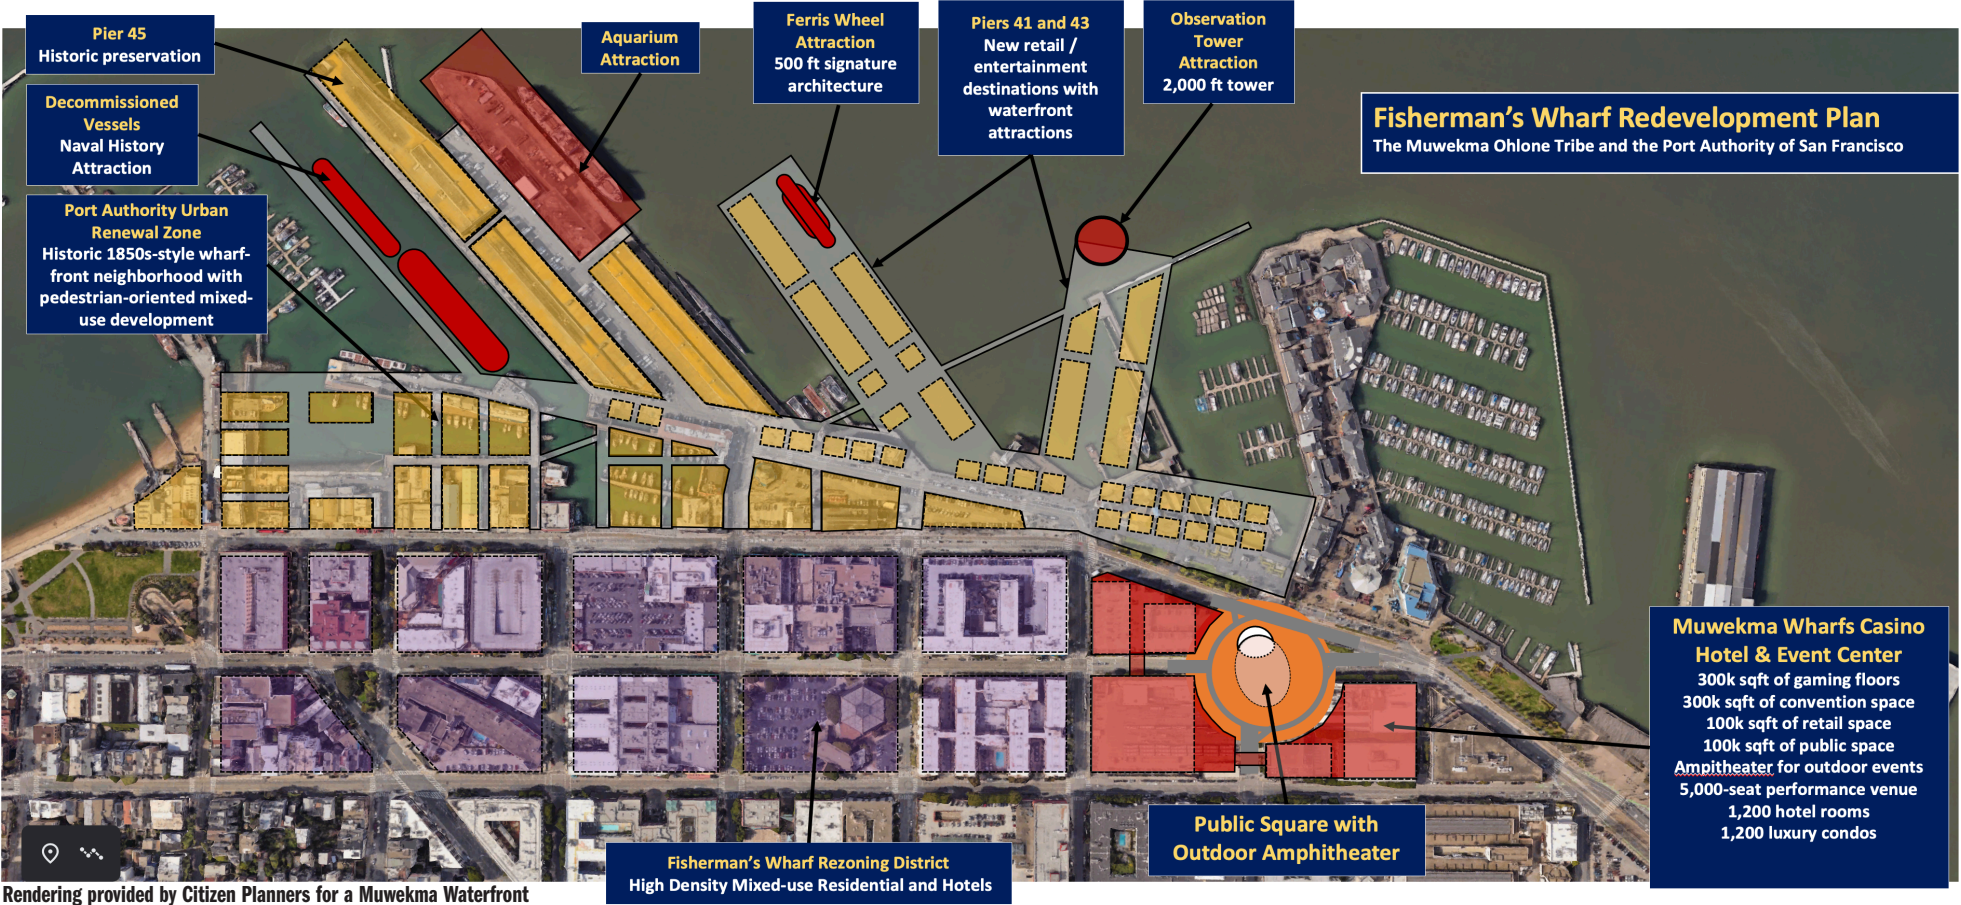 Pier 45
Historic preservation
Decommissioned
Vessels
Naval History
Attraction
Port Authority Urban
Renewal Zone
Historic 1850s-style wharf-
front neighborhood with
pedestrian-oriented mixed-
use development
Aquarium
Attraction
Ferris Wheel
Attraction
500 ft signature
architecture
Piers 41 and 43
New retail /
entertainment
destinations with
waterfront
attractions
Observation
Tower
Attraction
2,000 ft tower
Fisherman's Wharf Redevelopment Plan
The Muwekma Ohlone Tribe and the Port Authority of San Francisco
Muwekma Wharfs Casino
Hotel & Event Center
300k sqft of gaming floors
300k sqft of convention space
100k sqft of retail space
100k sqft of public space
Ampitheater for outdoor events
5,000-seat performance venue
1,200 hotel rooms
1,200 luxury condos
Public Square with
Outdoor Amphitheater
Fisherman's Wharf Rezoning District
High Density Mixed-use Residential and Hotels
Rendering provided by Citizen Planners for a Muwekma Waterfront